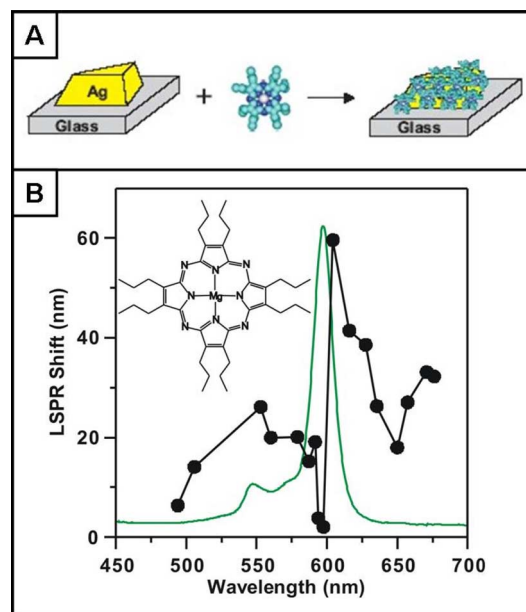 A
Ag
Glass
+
Glass
B
N
N
N
N
N Mg N
N
N
LSPR Shift (nm)
60
40
20
0
450 500 550 600 650 700
Wavelength (nm)